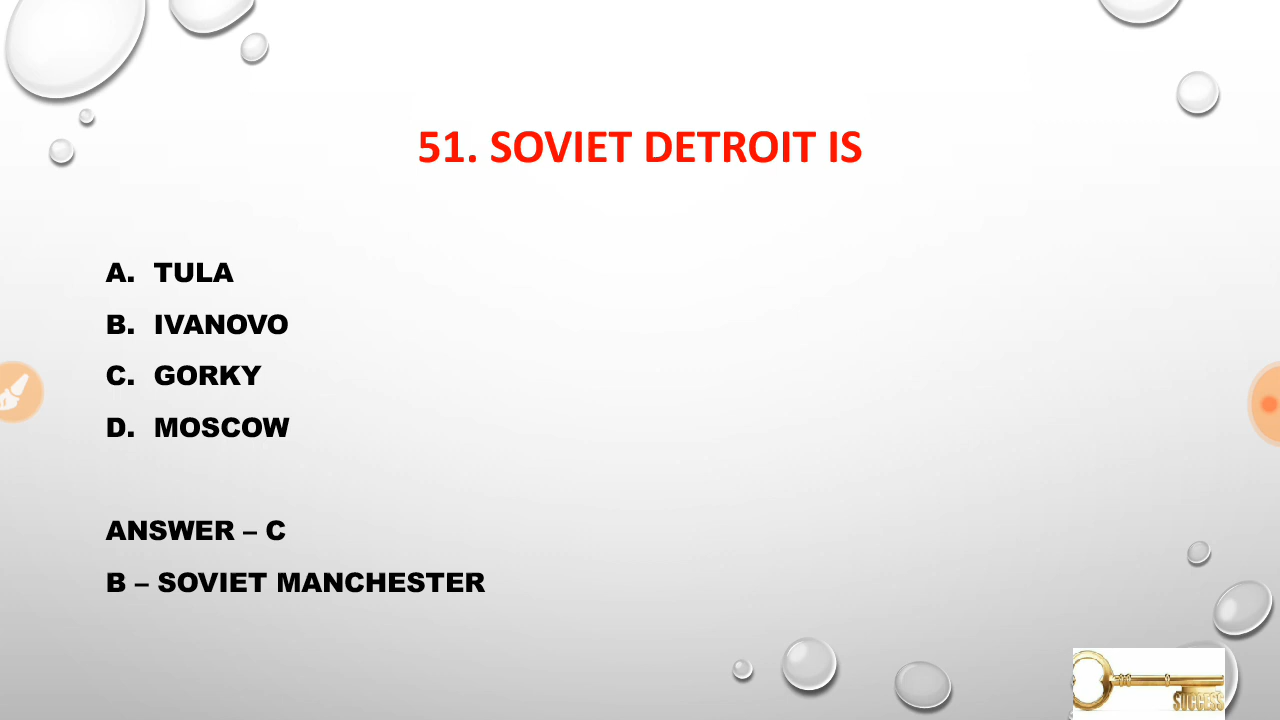 51. SOVIET DETROIT IS
A. TULA
B. IVANOVO
C. GORKY
D. MOSCOW
ANSWER – C
B – SOVIET MANCHESTER
SUCCESS